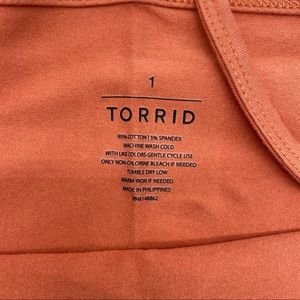 1
TORRID
95% COTTON | 5% SPANDEX
MACHINE WASH COLD
WITH LIKE COLORS GENTLE CYCLE USE
ONLY NON-CHLORINE BLEACH IF NEEDED
TUMBLE DRY LOW
WARM IRON IF NEEDED
MADE IN PHILIPPINES
RN#148862